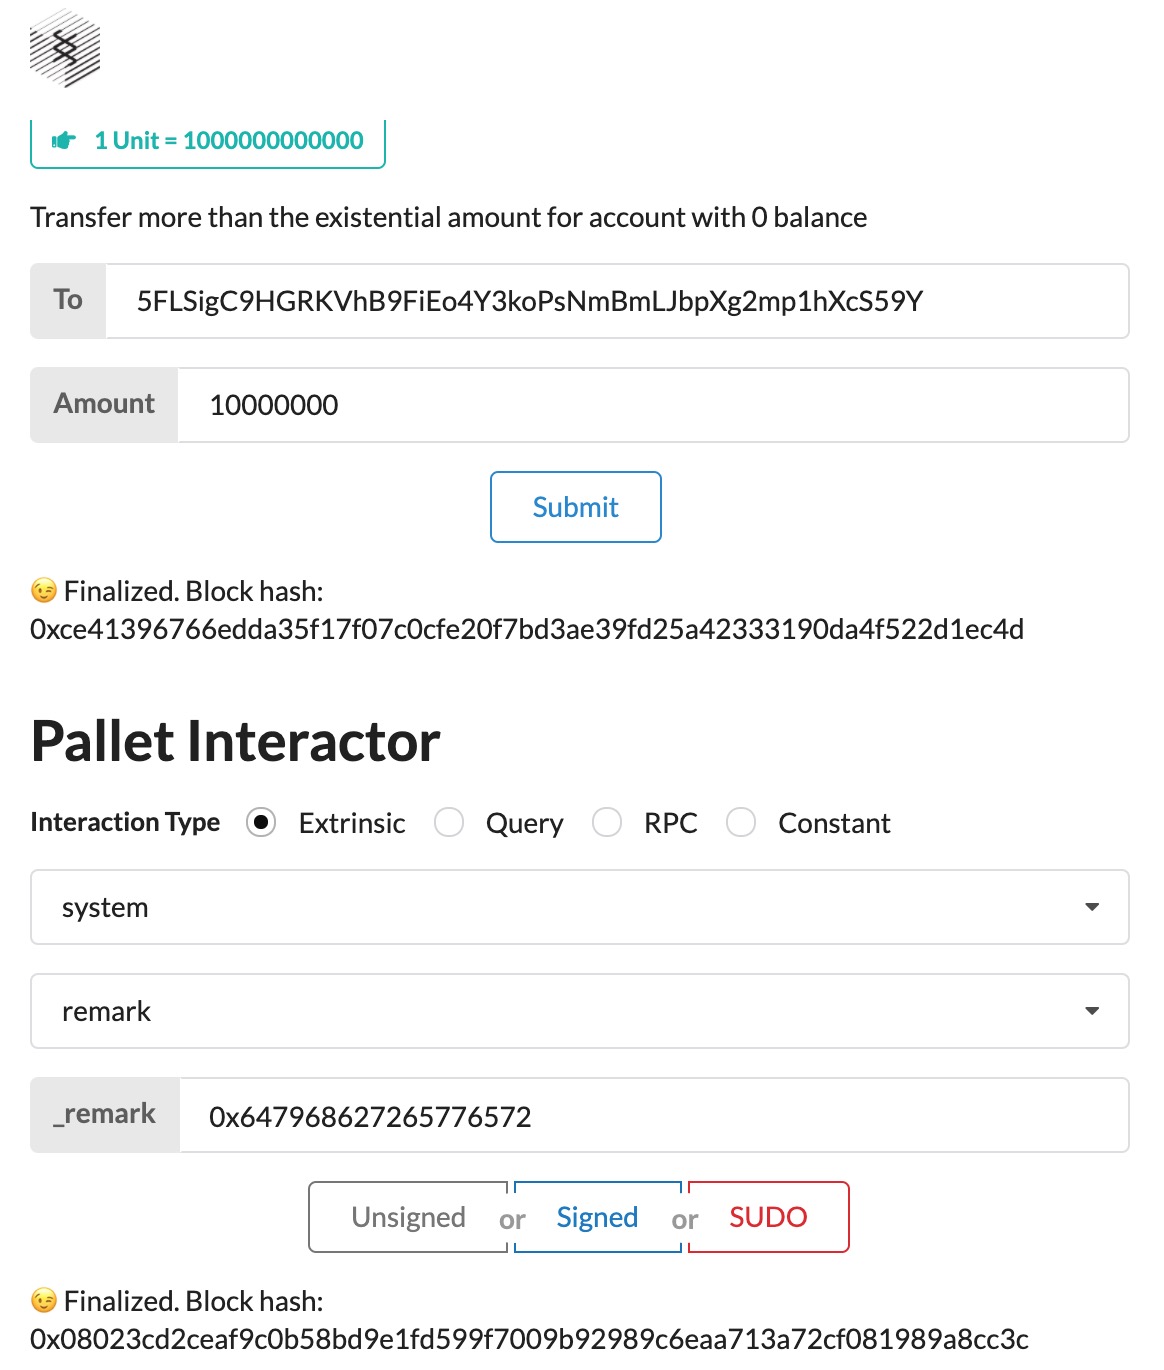 1 Unit = 1000000000000
Transfer more than the existential amount for account with 0 balance
To
5FLSigC9HGRKVhB9FiEo4Y3koPsNmBmLJbpXg2mp1hXcS59Y
Amount
10000000
Submit
😉 Finalized. Block hash:
0xce41396766edda35f17f07c0cfe20f7bd3ae39fd25a42333190da4f522d1ec4d
Pallet Interactor
Interaction Type Extrinsic Query RPC Constant
system
remark
_remark
0x647968627265776572
Unsigned or Signed or SUDO
😉 Finalized. Block hash:
0x08023cd2ceaf9c0b58bd9e1fd599f7009b92989c6eaa713a72cf081989a8cc3c